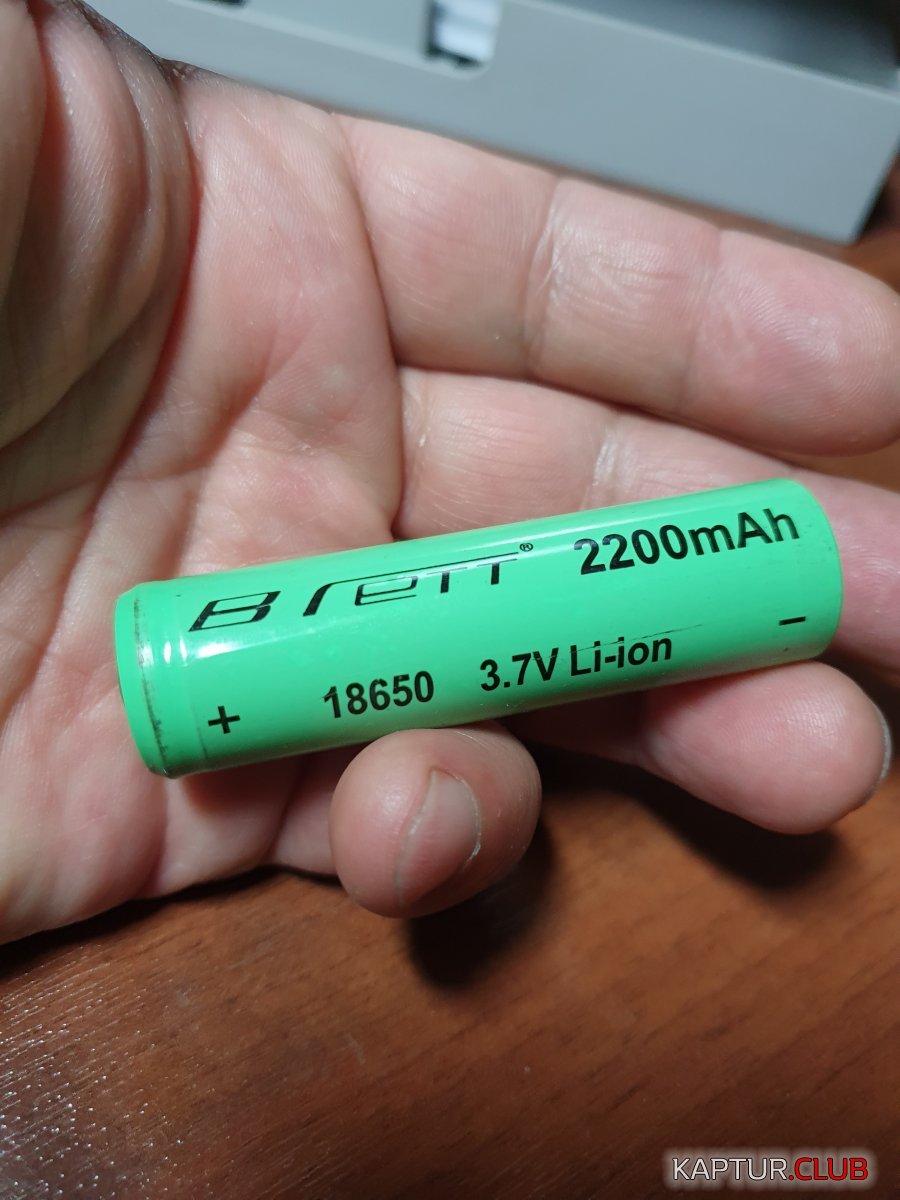 Brett® 2200mAh
+ 18650 3.7V Li-ion −
KAPTUR.CLUB